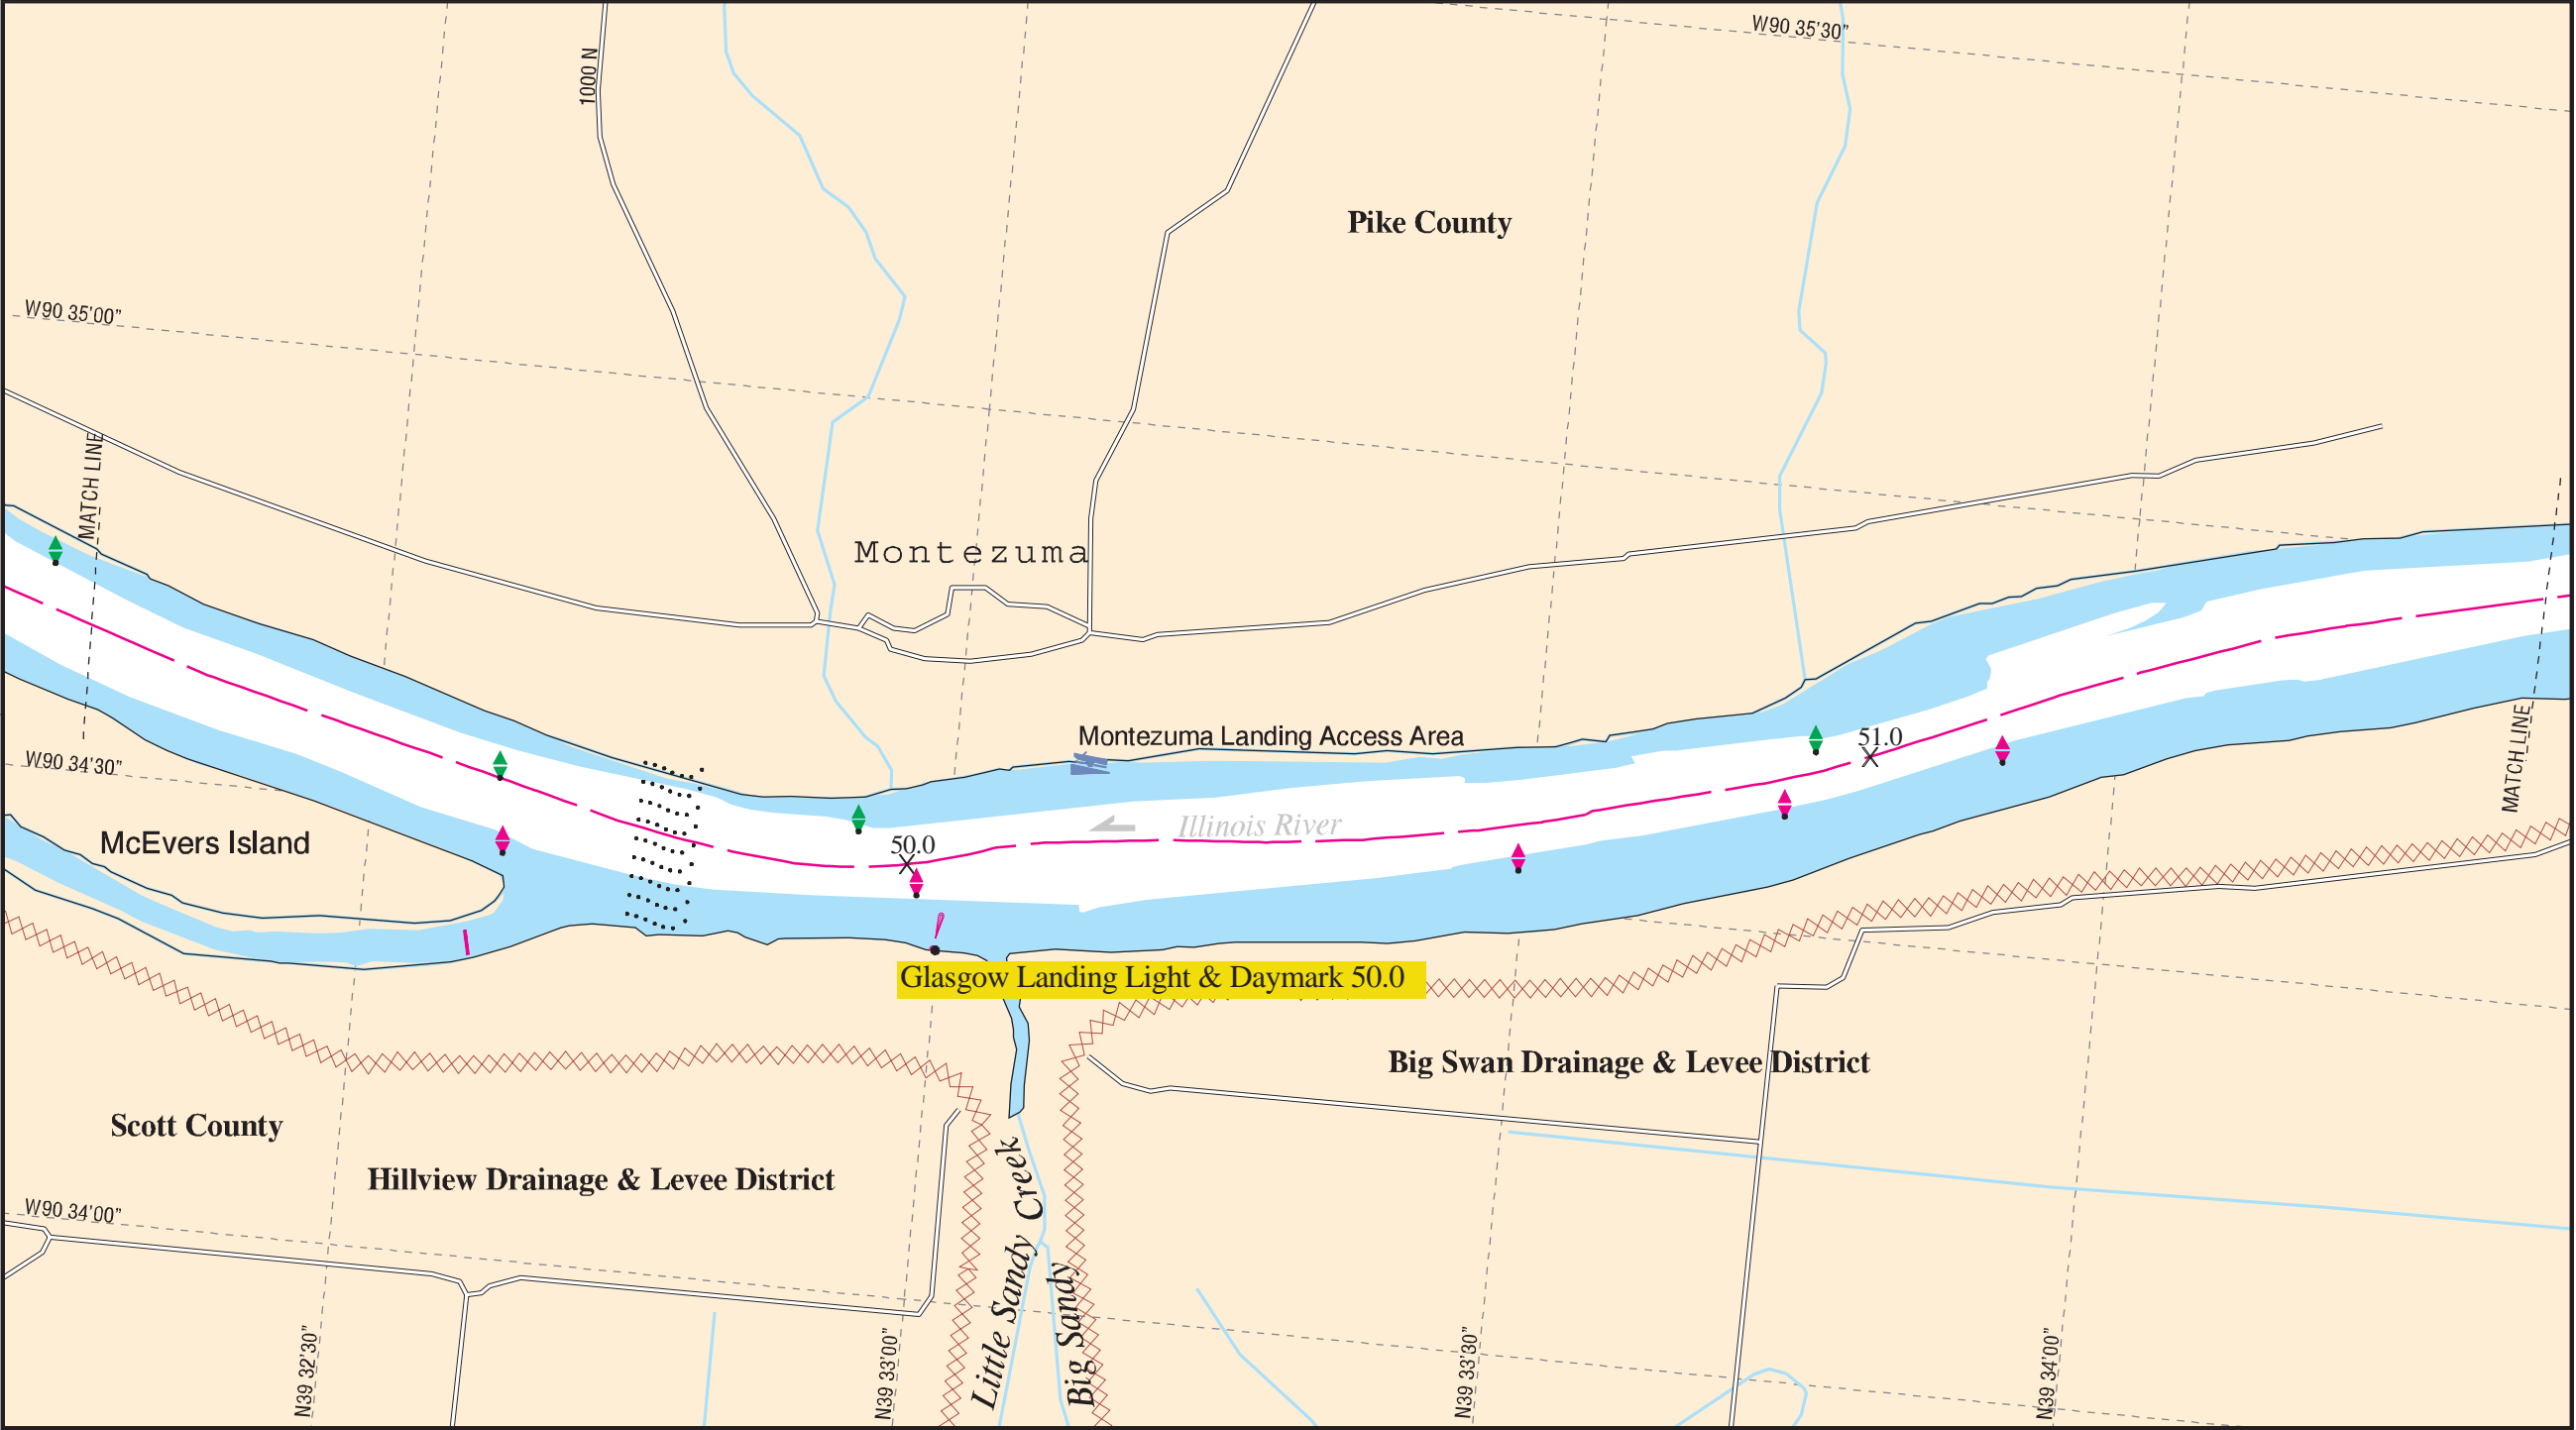 W90 35'30"
1000 N
Pike County
W90 35'00"
MATCH LINE
Montezuma
Montezuma Landing Access Area
51.0
W90 34'30"
MATCH LINE
McEvers Island
50.0
Illinois River
Glasgow Landing Light & Daymark 50.0
Big Swan Drainage & Levee District
Scott County
Hillview Drainage & Levee District
Little Sandy Creek
W90 34'00"
Big Sandy
N39 32'30"
N39 33'00"
N39 33'30"
N39 34'00"